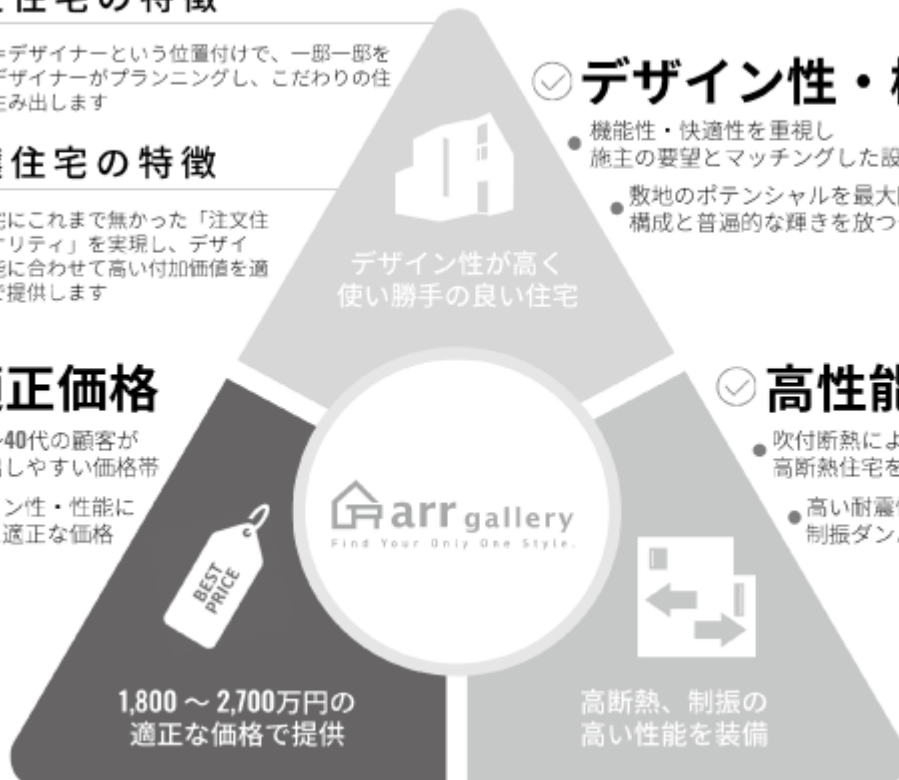 住宅の特徴
=デザイナーという位置付けで、一邸一邸を
デザイナーがプランニングし、こだわりの住
生み出します
住宅の特徴
宅にこれまで無かった「注文住
リティ」を実現し、デザイ
能に合わせて高い付加価値を適
で提供します
デザイン性・
機能性・快適性を重視し
施主の要望とマッチングした設
敷地のポテンシャルを最大
構成と普遍的な輝きを放つ
デザイン性が高く
使い勝手の良い住宅
適正価格
~40代の顧客が
出しやすい価格帯
ン性・性能に
適正な価格
高性能
吹付断熱によ
高断熱住宅を
高い耐震
制振ダン
arr gallery
Find Your Only One Style.
BEST
PRICE
1,800 ～ 2,700万円の
適正な価格で提供
高断熱、制振の
高い性能を装備